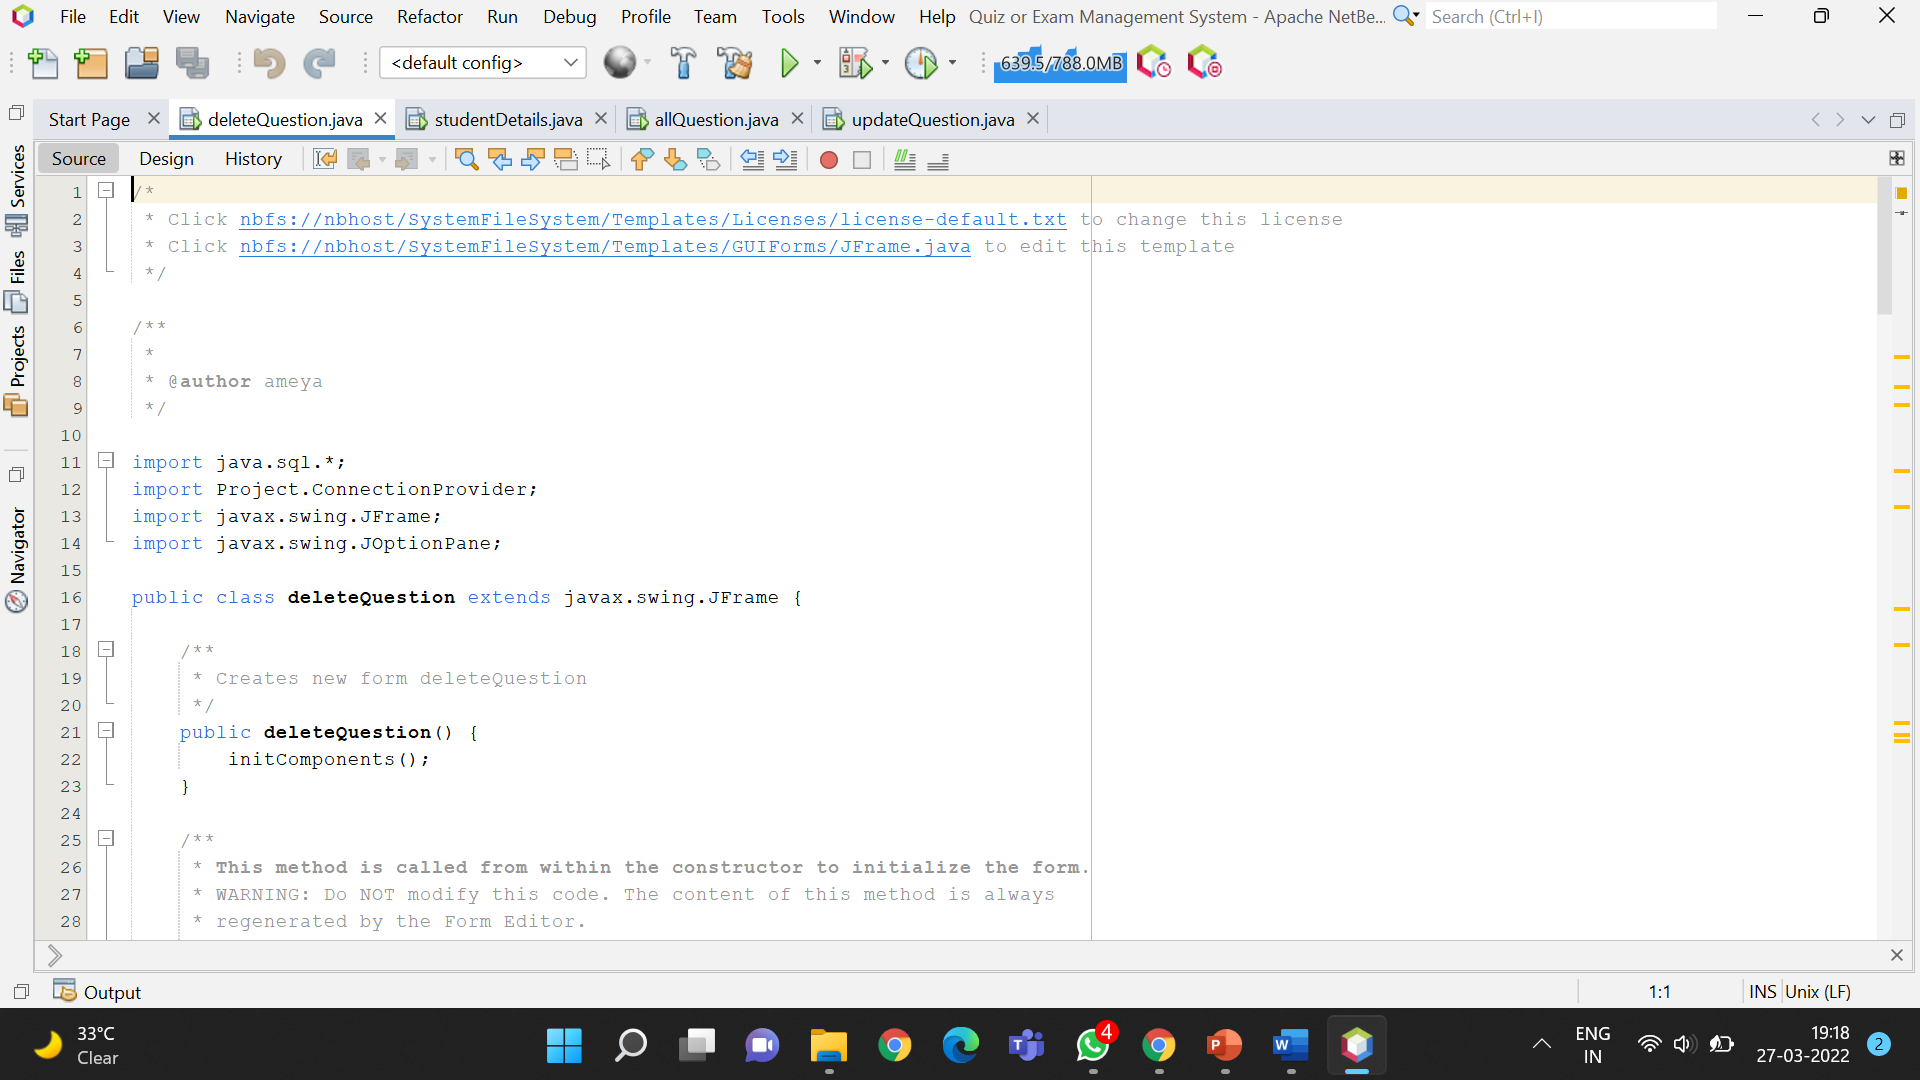 File Edit View Navigate Source Refactor Run Debug Profile Team Tools Window Help Quiz or Exam Management System - Apache NetBe... Search (Ctrl+I)
<default config> 639.5/788.0MB
Start Page deleteQuestion.java studentDetails.java allQuestion.java updateQuestion.java
Source Design History
Services
Files
Projects
Navigator
1 /*
2 * Click nbfs://nbhost/SystemFileSystem/Templates/Licenses/license-default.txt to change this license
3 * Click nbfs://nbhost/SystemFileSystem/Templates/GUIForms/JFrame.java to edit this template
4 */
5
6 /**
7 *
8 * @author ameya
9 */
10
11 import java.sql.*;
12 import Project.ConnectionProvider;
13 import javax.swing.JFrame;
14 import javax.swing.JOptionPane;
15
16 public class deleteQuestion extends javax.swing.JFrame {
17
18 /**
19 * Creates new form deleteQuestion
20 */
21 public deleteQuestion() {
22 initComponents();
23 }
24
25 /**
26 * This method is called from within the constructor to initialize the form.
27 * WARNING: Do NOT modify this code. The content of this method is always
28 * regenerated by the Form Editor.
Output 1:1 INS Unix (LF)
33°C
Clear
4
ENG
IN
19:18
27-03-2022
2